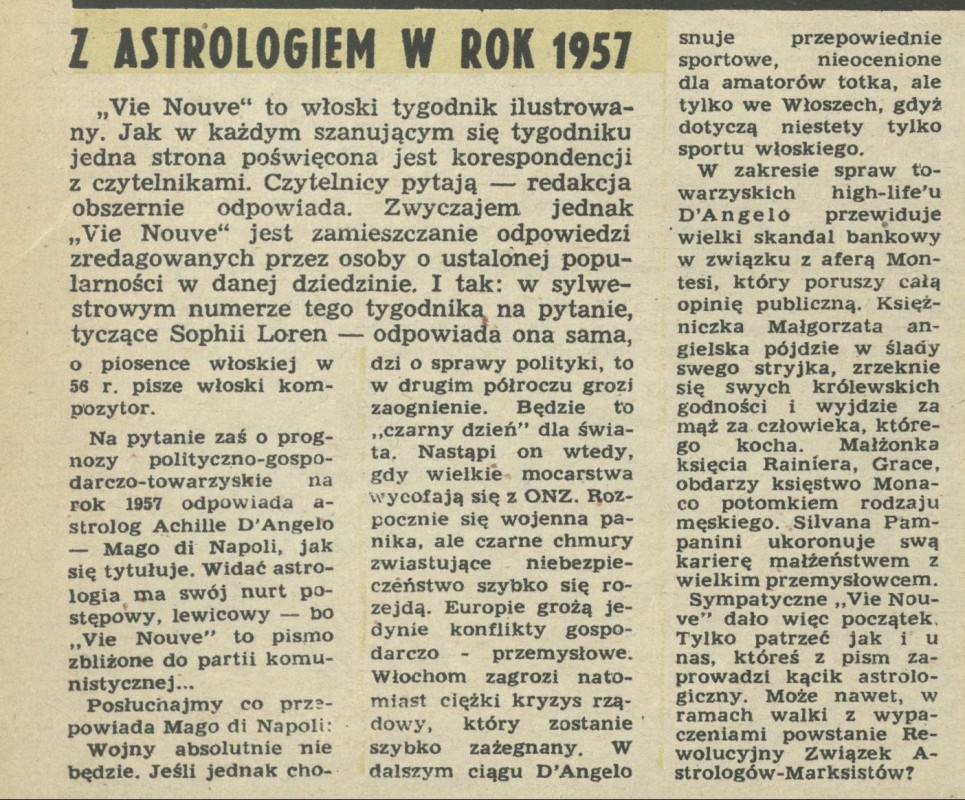 Z ASTROLOGIEM W ROK 1957
„Vie Nouve“ to włoski tygodnik ilustrowa-
ny. Jak w każdym szanującym się tygodniku
jedna strona poświęcona jest korespondencji
z czytelnikami. Czytelnicy pytają — redakcja
obszernie odpowiada. Zwyczajem jednak
„Vie Nouve“ jest zamieszczanie odpowiedzi
zredagowanych przez osoby o ustalonej popu-
larności w danej dziedzinie. I tak: w sylwe-
strowym numerze tego tygodnika na pytanie,
tyczące Sophii Loren — odpowiada ona sama,
o piosence włoskiej w
56 r. pisze włoski kom-
pozytor.
Na pytanie zaś o prog-
nozy polityczno-gospo-
darczo-towarzyskie na
rok 1957 odpowiada a-
strolog Achille D'Angelo
— Mago di Napoli, jak
się tytułuje. Widać astro-
logia ma swój nurt po-
stępowy, lewicowy — bo
„Vie Nouve” to pismo
zbliżone do partii komu-
nistycznej...
Posłuchajmy co prze-
powiada Mago di Napoli:
Wojny absolutnie nie
będzie. Jeśli jednak cho-
dzi o sprawy polityki, to
w drugim półroczu grozi
zaognienie. Będzie to
„czarny dzień” dla świa-
ta. Nastąpi on wtedy,
gdy wielkie mocarstwa
wycofają się z ONZ. Roz-
pocznie się wojenna pa-
nika, ale czarne chmury
zwiastujące niebezpie-
czeństwo szybko się ro-
zejdą. Europie grożą je-
dynie konflikty gospo-
darczo - przemysłowe.
Włochom zagrozi nato-
miast ciężki kryzys rzą-
dowy, który zostanie
szybko zażegnany. W
dalszym ciągu D'Angelo
snuje przepowiednie
sportowe, nieocenione
dla amatorów totka, ale
tylko we Włoszech, gdyż
dotyczą niestety tylko
sportu włoskiego.
W zakresie spraw to-
warzyskich high-life'u
D'Angelo przewiduje
wielki skandal bankowy
w związku z aferą Mon-
tesi, który poruszy całą
opinię publiczną. Księż-
niczka Małgorzata an-
gielska pójdzie w ślady
swego stryjka, zrzeknie
się swych królewskich
godności i wyjdzie za
mąż za człowieka, które-
go kocha. Małżonka
księcia Rainiera, Grace,
obdarzy księstwo Mona-
co potomkiem rodzaju
męskiego. Silvana Pam-
panini ukoronuje swą
karierę małżeństwem z
wielkim przemysłowcem.
Sympatyczne „Vie Nou-
ve” dało więc początek.
Tylko patrzeć jak i u
nas, któreś z pism za-
prowadzi kącik astrolo-
giczny. Może nawet, w
ramach walki z wypa-
czeniami powstanie Re-
wolucyjny Związek A-
strologów-Marksistów?